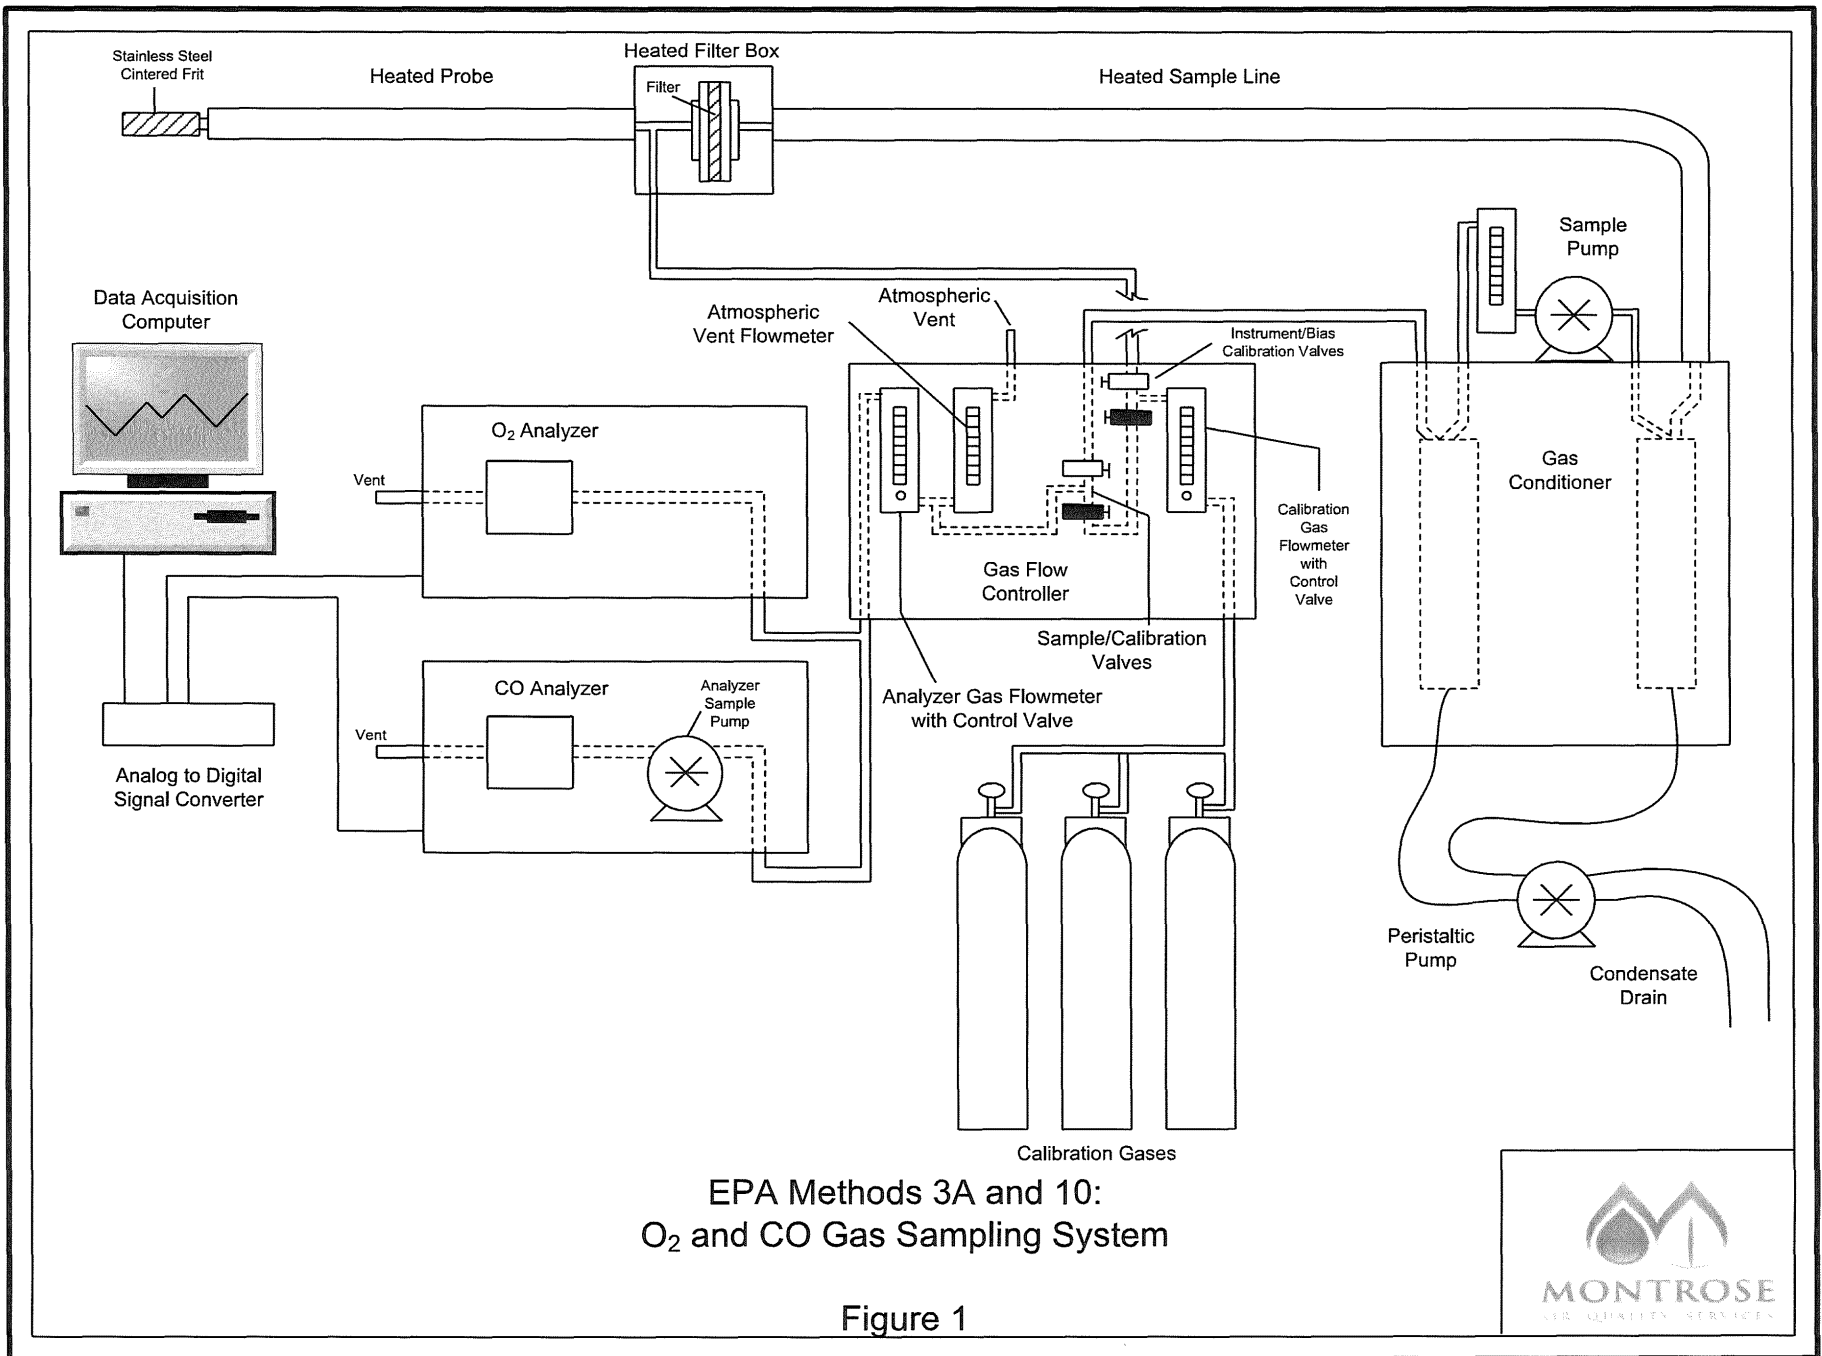 Stainless Steel
Cintered Frit
Heated Probe
Heated Filter Box
Filter
Heated Sample Line
Sample
Pump
Data Acquisition
Computer
Atmospheric
Vent Flowmeter
Atmospheric
Vent
Instrument/Bias
Calibration Valves
O₂ Analyzer
Vent
Gas
Conditioner
Calibration
Gas
Flowmeter
with
Control
Valve
Gas Flow
Controller
Sample/Calibration
Valves
CO Analyzer
Analyzer
Sample
Pump
Vent
Analyzer Gas Flowmeter
with Control Valve
Analog to Digital
Signal Converter
Peristaltic
Pump
Condensate
Drain
Calibration Gases
EPA Methods 3A and 10:
O₂ and CO Gas Sampling System
Figure 1
MONTROSE
AIR QUALITY SERVICES